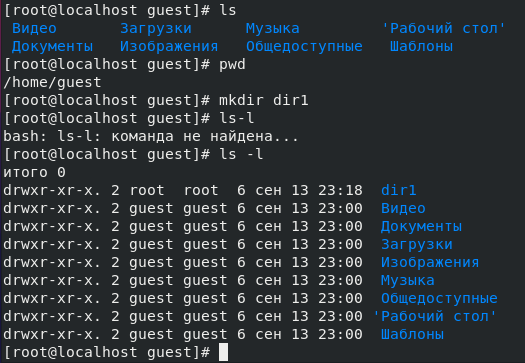 [root@localhost guest]# ls
Видео Загрузки Музыка 'Рабочий стол'
Документы Изображения Общедоступные Шаблоны
[root@localhost guest]# pwd
/home/guest
[root@localhost guest]# mkdir dir1
[root@localhost guest]# ls-l
bash: ls-l: команда не найдена...
[root@localhost guest]# ls -l
итого 0
drwxr-xr-x. 2 root  root  6 сен 13 23:18  dir1
drwxr-xr-x. 2 guest guest 6 сен 13 23:00  Видео
drwxr-xr-x. 2 guest guest 6 сен 13 23:00  Документы
drwxr-xr-x. 2 guest guest 6 сен 13 23:00  Загрузки
drwxr-xr-x. 2 guest guest 6 сен 13 23:00  Изображения
drwxr-xr-x. 2 guest guest 6 сен 13 23:00  Музыка
drwxr-xr-x. 2 guest guest 6 сен 13 23:00  Общедоступные
drwxr-xr-x. 2 guest guest 6 сен 13 23:00 'Рабочий стол'
drwxr-xr-x. 2 guest guest 6 сен 13 23:00  Шаблоны
[root@localhost guest]#